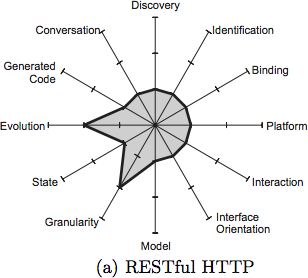 Discovery
Conversation
Identification
Generated
Code
Binding
Evolution
Platform
State
Interaction
Granularity
Interface
Orientation
Model
(a) RESTful HTTP